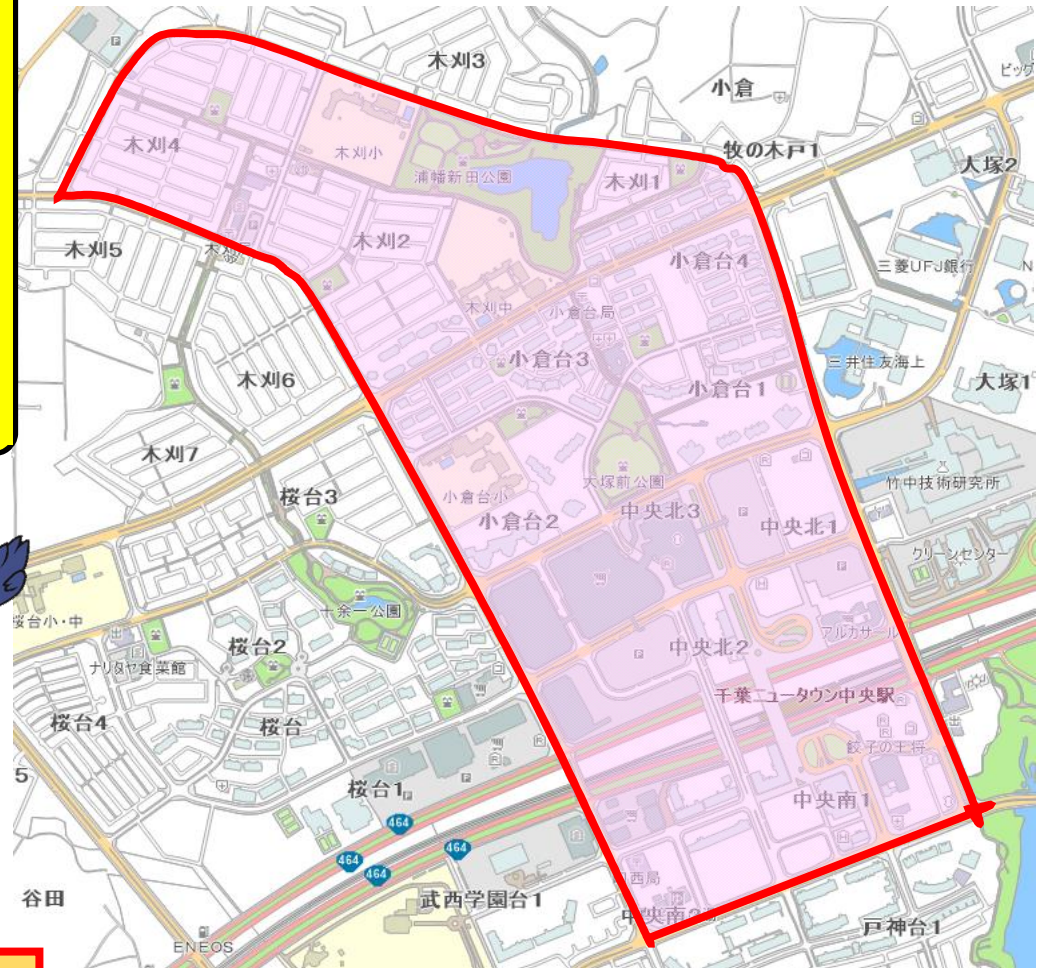 木刈3
ビッグ
小倉
木刈4
木刈小
牧の木戸1
大塚2
浦幡新田公園
木刈1
木刈5
木刈2
小倉台4
三菱UFJ銀行
N
木刈中
小倉台局
小倉台3
三井住友海上
木刈6
小倉台1
大塚1
木刈7
大塚前公園
竹中技術研究所
桜台3
小倉台小
小倉台2
中央北3
中央北1
クリーンセンター
十余一公園
桜台小・中
アルカサール
桜台2
中央北2
ナリタヤ食菜館
千葉ニュータウン中央駅
桜台4
桜台
餃子の王将
5
桜台1
中央南1
464
464
464
464
谷田
武西学園台1
戸神台1
ENEOS